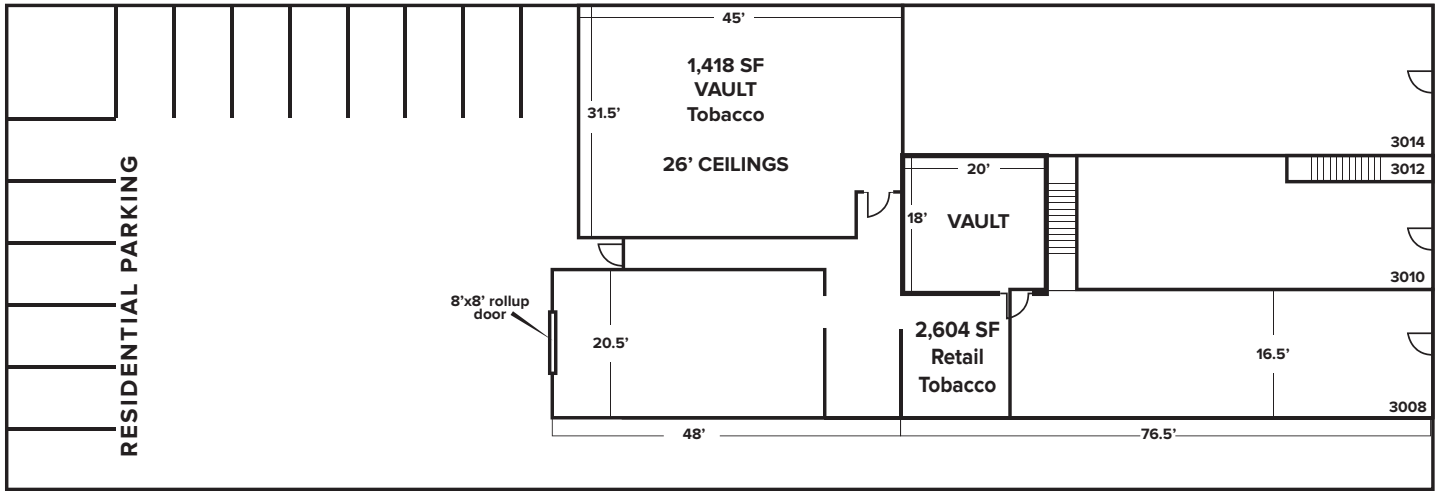 45’
1,418 SF
VAULT
Tobacco
31.5’
26’ CEILINGS
3014
3012
20’
18’
VAULT
3010
RESIDENTIAL PARKING
8’x8’ rollup
door
20.5’
2,604 SF
Retail
Tobacco
16.5’
3008
48’
76.5’